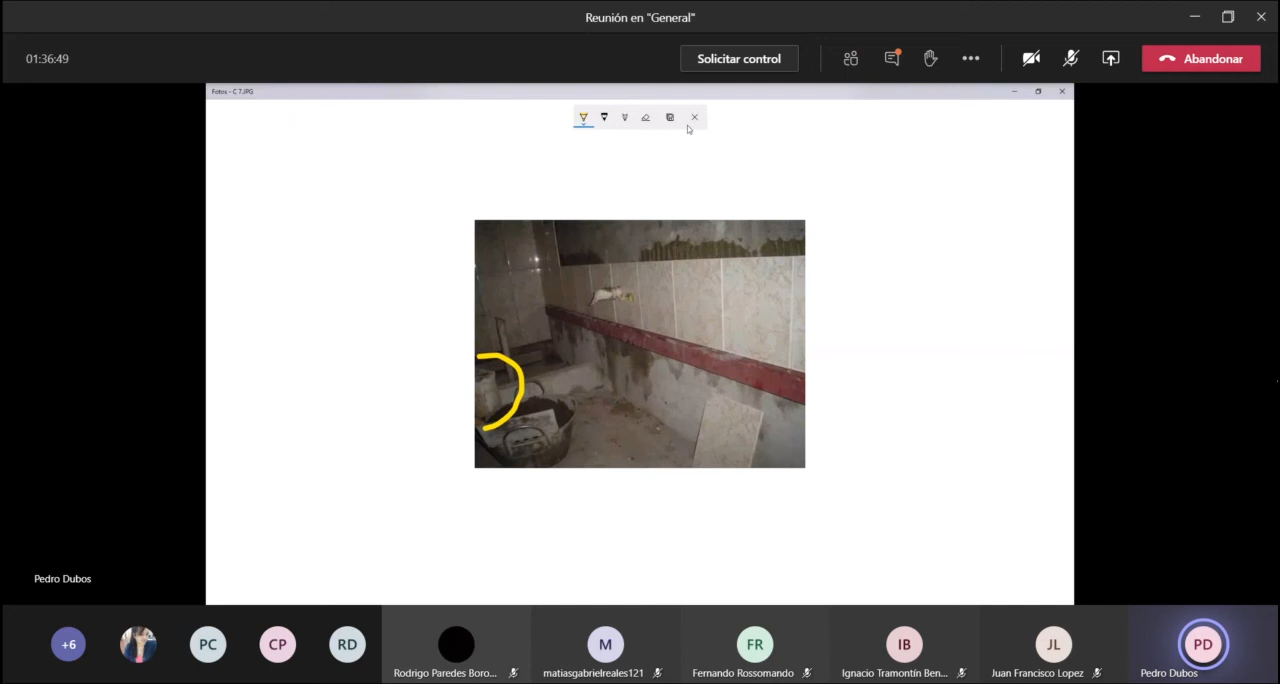 Reunión en "General"
01:36:49
Solicitar control
Abandonar
Fotos - C 7.JPG
Pedro Dubos
+6
PC
CP
RD
M
FR
IB
JL
PD
Rodrigo Paredes Boro...
matiasgabrielreales121
Fernando Rossomando
Ignacio Tramontín Ben...
Juan Francisco Lopez
Pedro Dubos